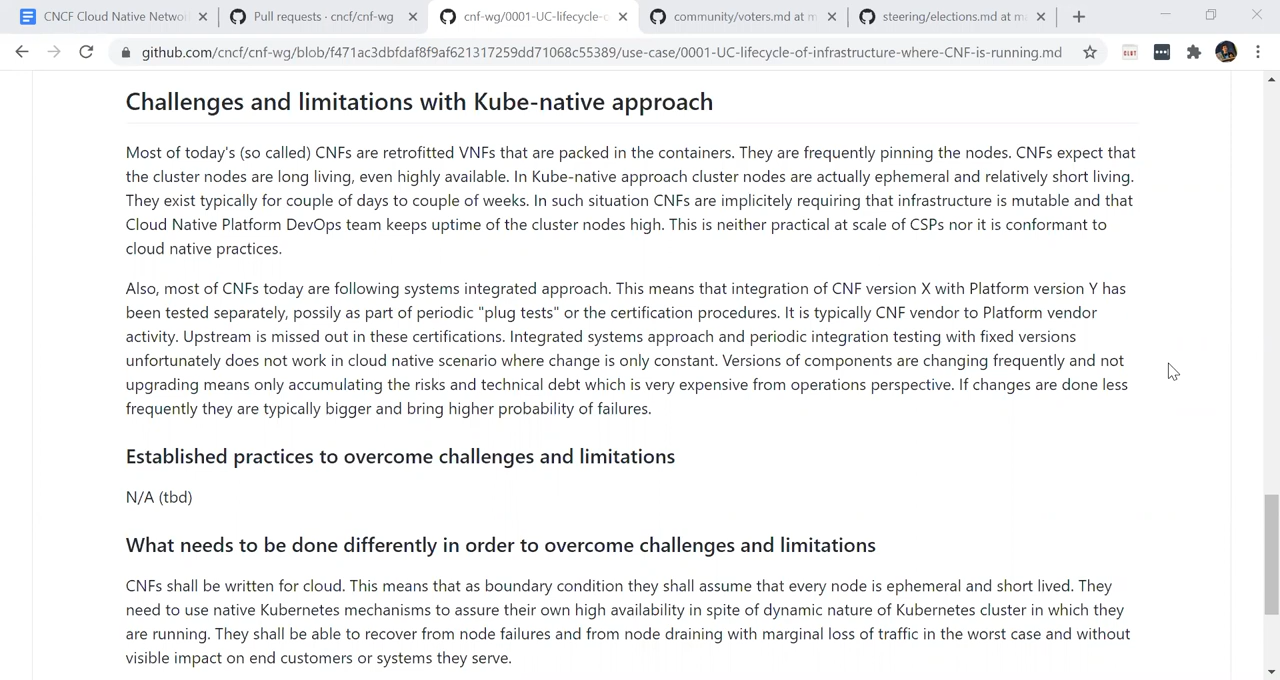 CNCF Cloud Native Netwo
Pull requests · cncf/cnf-wg
cnf-wg/0001-UC-lifecycle-o
community/voters.md at m
steering/elections.md at ma
github.com/cncf/cnf-wg/blob/f471ac3dbfdaf8f9af621317259dd71068c55389/use-case/0001-UC-lifecycle-of-infrastructure-where-CNF-is-running.md
Challenges and limitations with Kube-native approach
Most of today's (so called) CNFs are retrofitted VNFs that are packed in the containers. They are frequently pinning the nodes. CNFs expect that
the cluster nodes are long living, even highly available. In Kube-native approach cluster nodes are actually ephemeral and relatively short living.
They exist typically for couple of days to couple of weeks. In such situation CNFs are implicitely requiring that infrastructure is mutable and that
Cloud Native Platform DevOps team keeps uptime of the cluster nodes high. This is neither practical at scale of CSPs nor it is conformant to
cloud native practices.
Also, most of CNFs today are following systems integrated approach. This means that integration of CNF version X with Platform version Y has
been tested separately, possily as part of periodic "plug tests" or the certification procedures. It is typically CNF vendor to Platform vendor
activity. Upstream is missed out in these certifications. Integrated systems approach and periodic integration testing with fixed versions
unfortunately does not work in cloud native scenario where change is only constant. Versions of components are changing frequently and not
upgrading means only accumulating the risks and technical debt which is very expensive from operations perspective. If changes are done less
frequently they are typically bigger and bring higher probability of failures.
Established practices to overcome challenges and limitations
N/A (tbd)
What needs to be done differently in order to overcome challenges and limitations
CNFs shall be written for cloud. This means that as boundary condition they shall assume that every node is ephemeral and short lived. They
need to use native Kubernetes mechanisms to assure their own high availability in spite of dynamic nature of Kubernetes cluster in which they
are running. They shall be able to recover from node failures and from node draining with marginal loss of traffic in the worst case and without
visible impact on end customers or systems they serve.